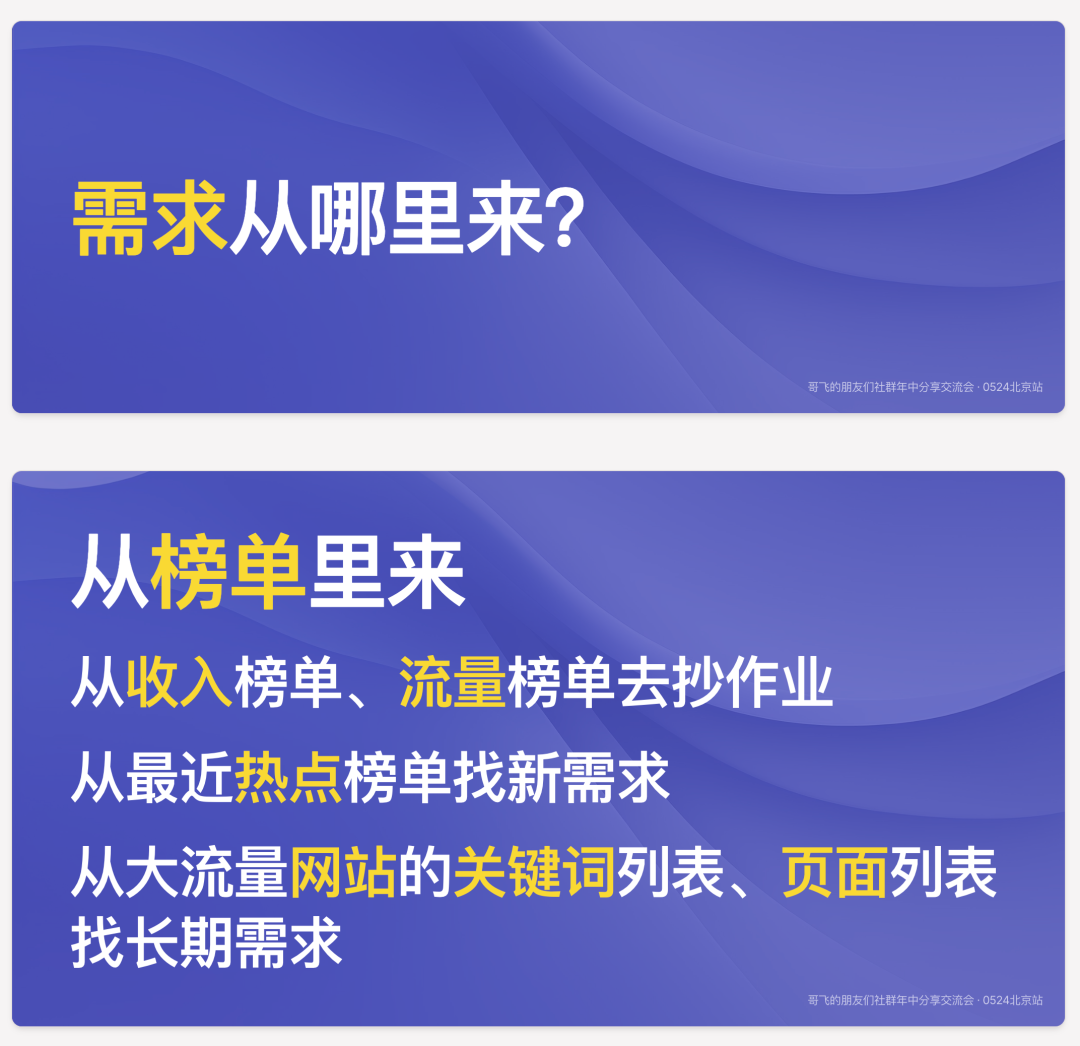 需求从哪里来?
哥飞的朋友们社群年中分享交流会 · 0524北京站
从榜单里来
从收入榜单、流量榜单去抄作业
从最近热点榜单找新需求
从大流量网站的关键词列表、页面列表
找长期需求
哥飞的朋友们社群年中分享交流会 · 0524北京站